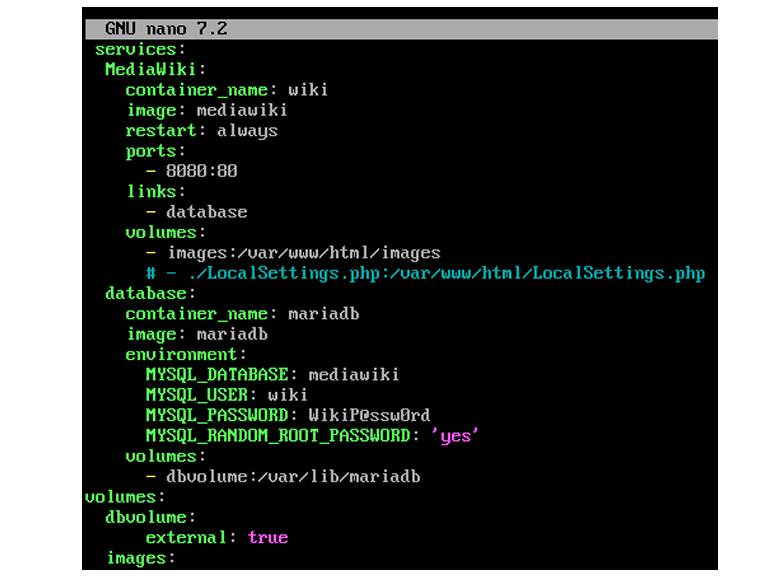 GNU nano 7.2
services:
MediaWiki:
container_name: wiki
image: mediawiki
restart: always
ports:
- 8080:80
links:
- database
volumes:
- images:/var/www/html/images
# - ./LocalSettings.php:/var/www/html/LocalSettings.php
database:
container_name: mariadb
image: mariadb
environment:
MYSQL_DATABASE: mediawiki
MYSQL_USER: wiki
MYSQL_PASSWORD: WikiP@ssw0rd
MYSQL_RANDOM_ROOT_PASSWORD: 'yes'
volumes:
- dbvolume:/var/lib/mariadb
volumes:
dbvolume:
external: true
images: